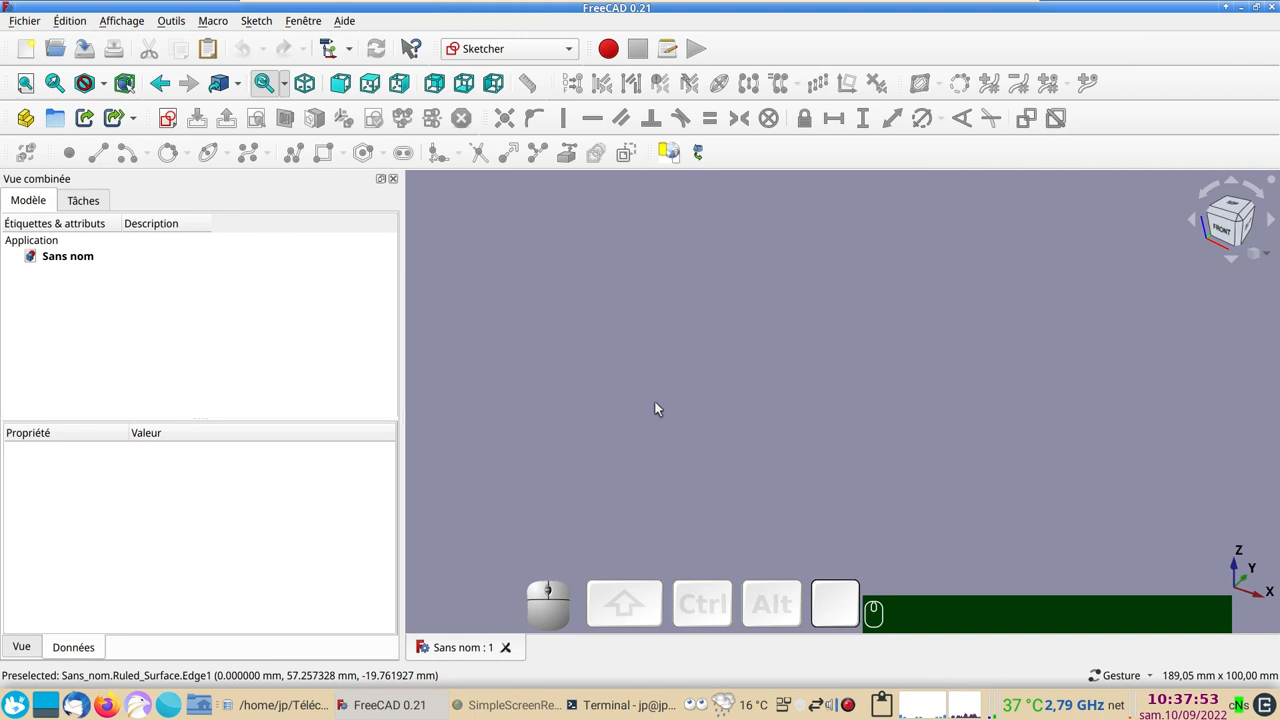 FreeCAD 0.21
Fichier Édition Affichage Outils Macro Sketch Fenêtre Aide
Sketcher
Vue combinée
Modèle Tâches
Étiquettes & attributs Description
Application
Sans nom
FRONT
Propriété Valeur
Z
Y
X
Ctrl Alt
Vue Données
Sans nom : 1
Preselected: Sans_nom.Ruled_Surface.Edge1 (0.000000 mm, 57.257328 mm, -19.761927 mm)
Gesture 189,05 mm x 100,00 mm
/home/jp/Téléc... FreeCAD 0.21 SimpleScreenRe... Terminal - jp@jp... 16 °C 37 °C 2,79 GHz net 10:37:53 cNs
sam.10/09/2022